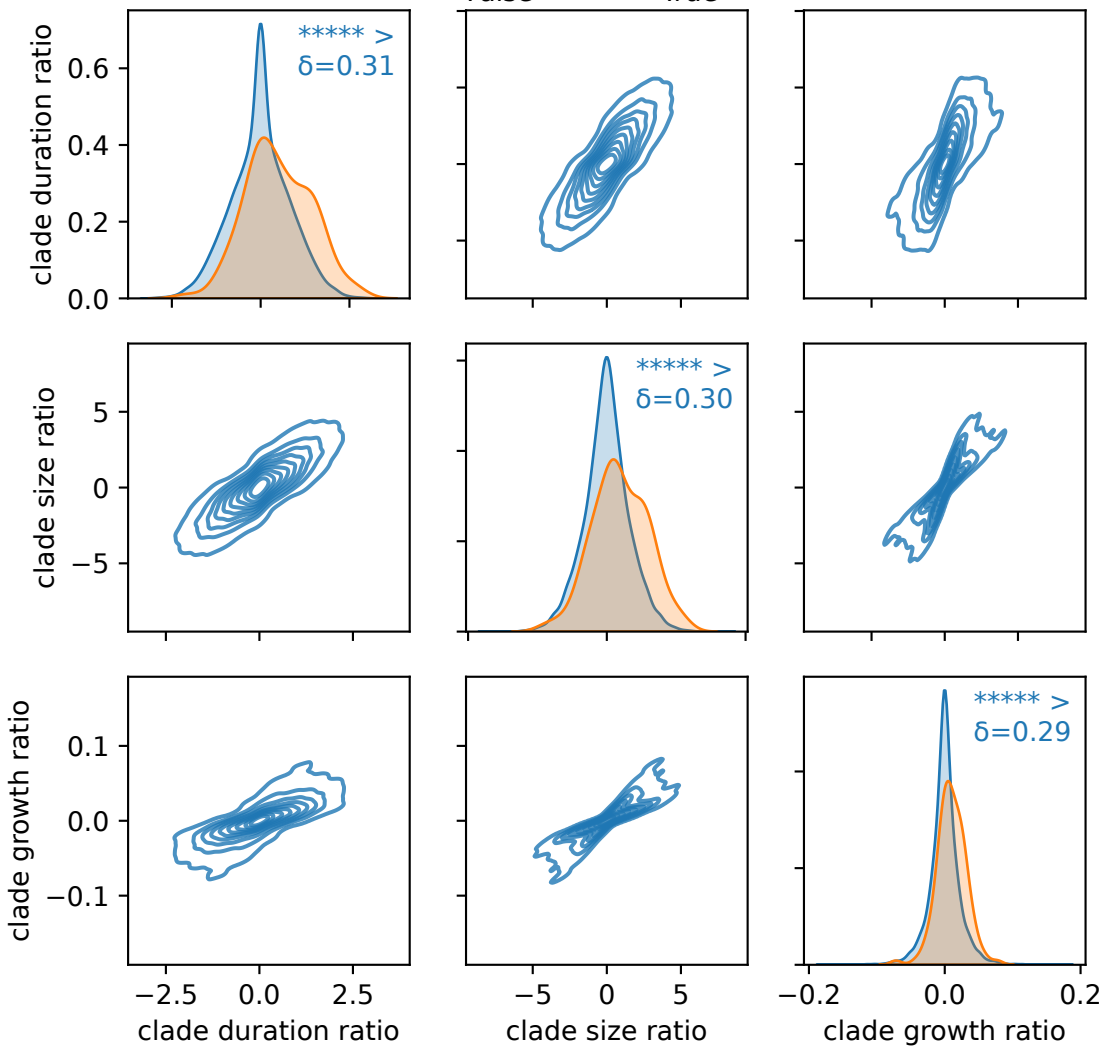 ***** >
δ=0.31
clade duration ratio
0.6
0.4
0.2
0.0
***** >
δ=0.30
clade size ratio
5
0
−5
***** >
δ=0.29
clade growth ratio
0.1
0.0
−0.1
−2.5 0.0 2.5 −5 0 5 −0.2 0.0 0.2
clade duration ratio clade size ratio clade growth ratio